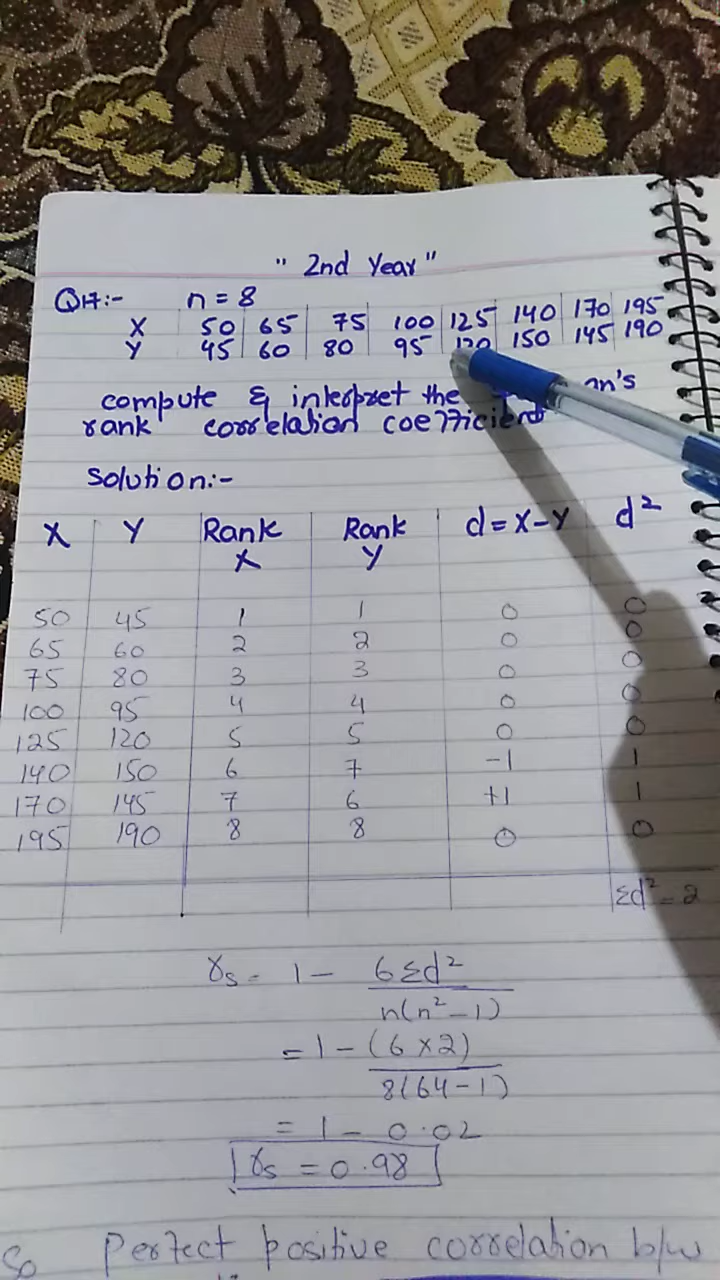 " 2nd Year "
Q17:- n = 8
X 50 65 75 100 125 140 170 195
Y 45 60 80 95 120 150 145 190
compute & interpret the
rank correlation coefficient
Solution:-
X Y Rank X Rank Y d = X - Y d²
50 45 1 1 0 0
65 60 2 2 0 0
75 80 3 3 0 0
100 95 4 4 0 0
125 120 5 5 0 0
140 150 6 7 -1 1
170 145 7 6 +1 1
195 190 8 8 0 0
Σd² = 2
rs = 1 - 6Σd² / n(n² - 1)
= 1 - (6 × 2) / 8(64 - 1)
= 1 - 0.02
rs = 0.98
So Perfect positive correlation b/w